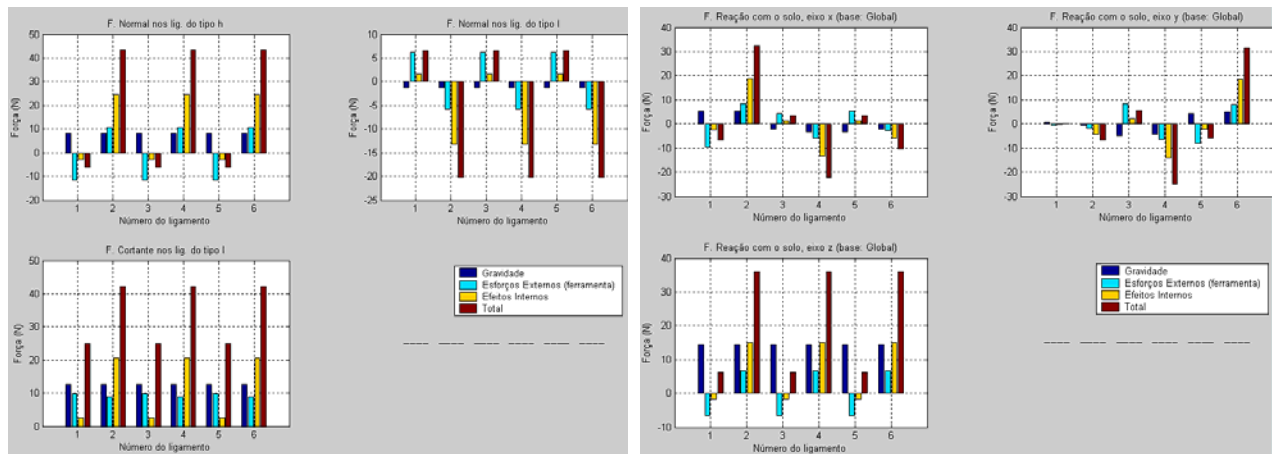 F. Normal nos lig. do tipo h
Força (N)
50
40
30
20
10
0
-10
-20
1 2 3 4 5 6
Número do ligamento
F. Normal nos lig. do tipo l
Força (N)
10
5
0
-5
-10
-15
-20
-25
1 2 3 4 5 6
Número do ligamento
F. Cortante nos lig. do tipo l
Força (N)
50
40
30
20
10
0
1 2 3 4 5 6
Número do ligamento
Gravidade
Esforços Externos (ferramenta)
Efeitos Internos
Total
F. Reação com o solo, eixo x (base: Global)
Força (N)
40
30
20
10
0
-10
-20
-30
1 2 3 4 5 6
Número do ligamento
F. Reação com o solo, eixo y (base: Global)
Força (N)
40
30
20
10
0
-10
-20
-30
1 2 3 4 5 6
Número do ligamento
F. Reação com o solo, eixo z (base: Global)
Força (N)
40
30
20
10
0
-10
1 2 3 4 5 6
Número do ligamento
Gravidade
Esforços Externos (ferramenta)
Efeitos Internos
Total